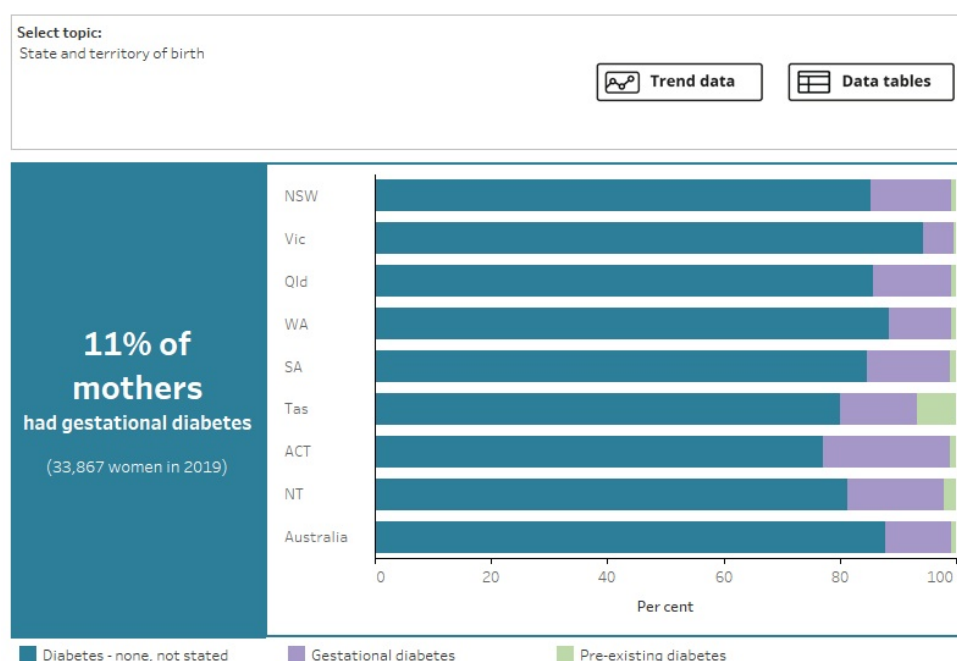 Select topic:
State and territory of birth
Trend data
Data tables
11% of
mothers
had gestational diabetes
(33,867 women in 2019)
NSW
Vic
Qld
WA
SA
Tas
ACT
NT
Australia
0 20 40 60 80 100
Per cent
Diabetes - none, not stated
Gestational diabetes
Pre-existing diabetes